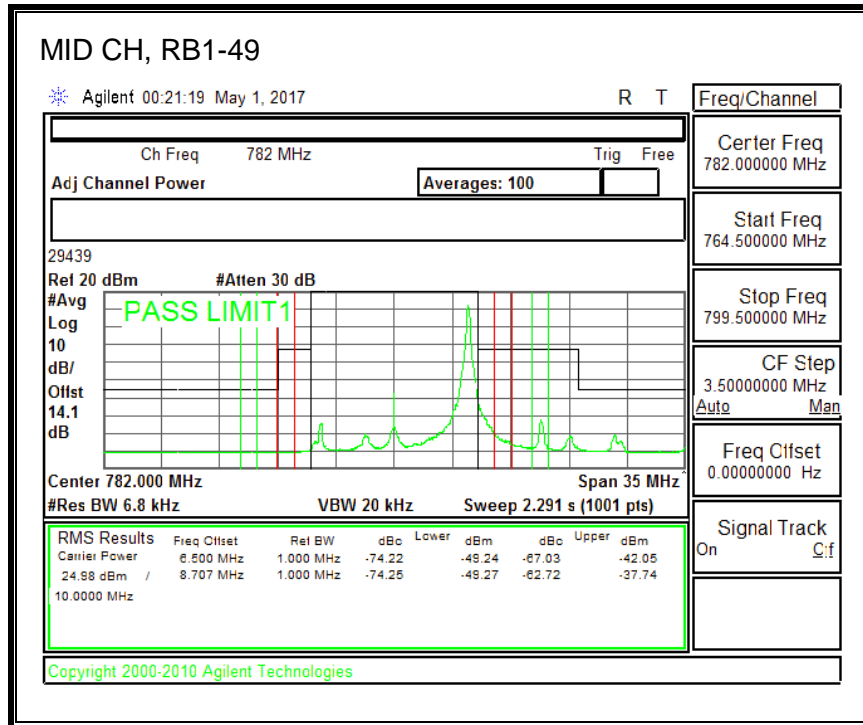 MID CH, RB1-49
Agilent 00:21:19 May 1, 2017 R T
Freq/Channel
Ch Freq 782 MHz Trig Free
Adj Channel Power
Averages: 100
29439
Ref 20 dBm #Atten 30 dB
#Avg
Log
10
dB/
Offst
14.1
dB
PASS LIMIT1
Center 782.000 MHz Span 35 MHz
#Res BW 6.8 kHz VBW 20 kHz Sweep 2.291 s (1001 pts)
RMS Results Freq Offset Ref BW dBc Lower dBm dBc Upper dBm
Carrier Power 6.500 MHz 1.000 MHz -74.22 -49.24 -67.03 -42.05
24.98 dBm / 8.707 MHz 1.000 MHz -74.25 -49.27 -62.72 -37.74
10.0000 MHz
Copyright 2000-2010 Agilent Technologies
Center Freq
782.000000 MHz
Start Freq
764.500000 MHz
Stop Freq
799.500000 MHz
CF Step
3.50000000 MHz
Auto Man
Freq Offset
0.00000000 Hz
Signal Track
On Off